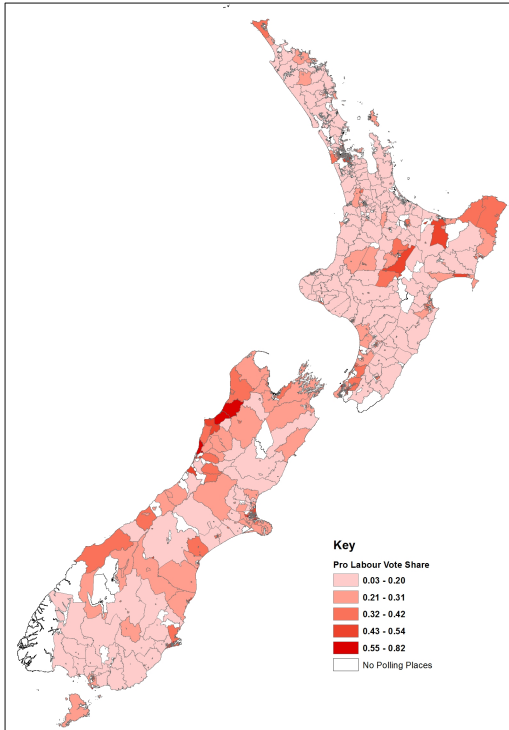 Key
Pro Labour Vote Share
0.03 - 0.20
0.21 - 0.31
0.32 - 0.42
0.43 - 0.54
0.55 - 0.82
No Polling Places